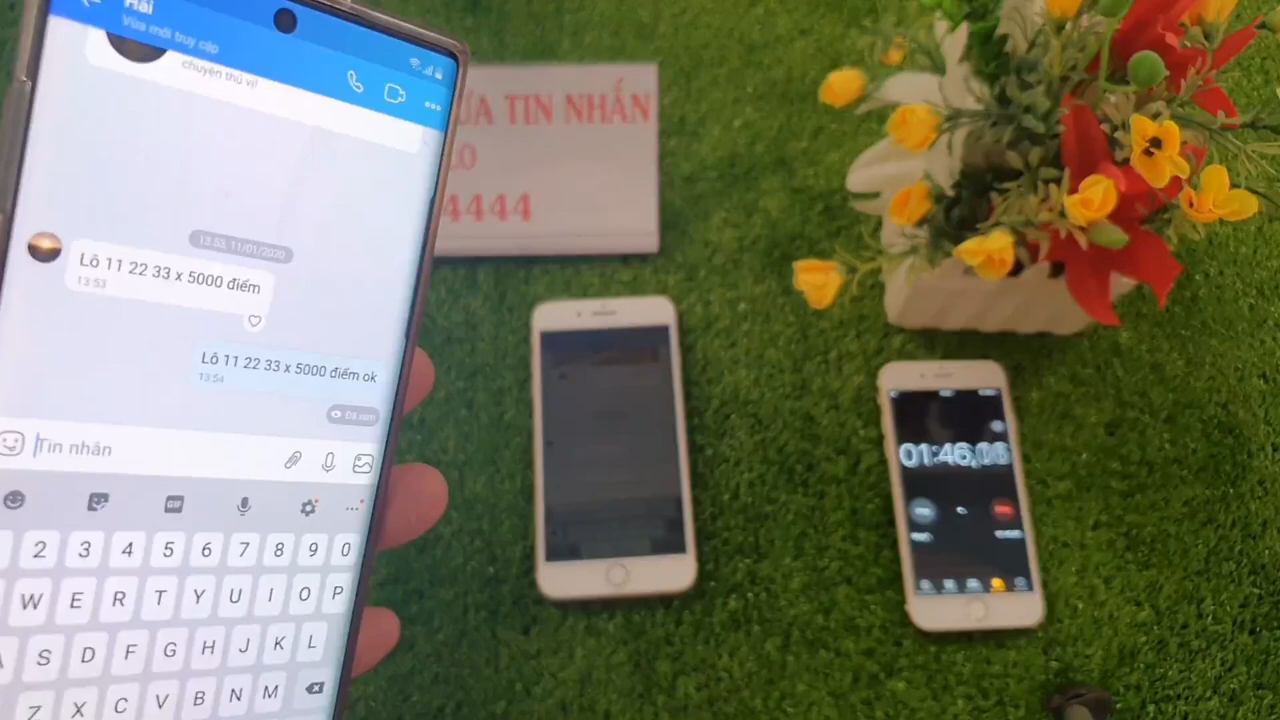 Hải
Vừa mới truy cập
chuyện thú vị!
13:53, 11/01/2020
Lô 11 22 33 x 5000 điểm
13:53
Lô 11 22 33 x 5000 điểm ok
13:54
Đã xem
Tin nhắn
GIF
2 3 4 5 6 7 8 9 0
W E R T Y U I O P
S D F G H J K L
Z X C V B N M
TIN NHẮN
4444
01:46,